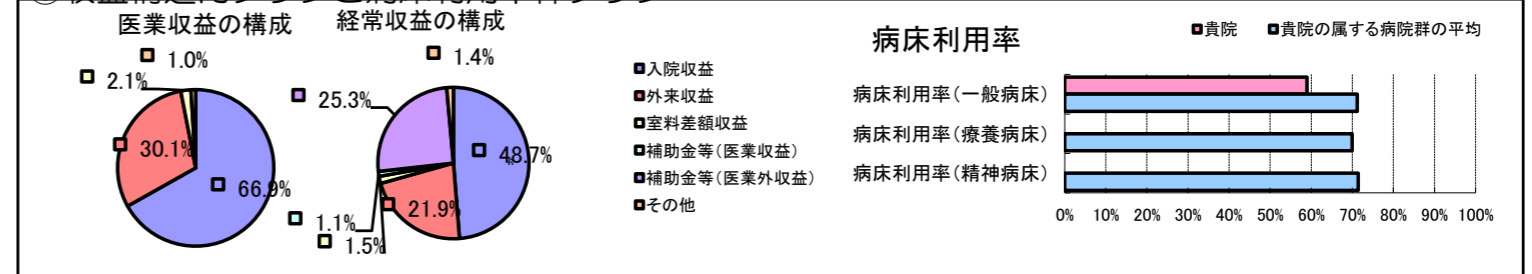 医業収益の構成
経常収益の構成
1.0%
2.1%
30.1%
66.9%
1.4%
25.3%
48.7%
21.9%
1.1%
1.5%
入院収益
外来収益
室料差額収益
補助金等(医業収益)
補助金等(医業外収益)
その他
病床利用率
貴院 貴院の属する病院群の平均
病床利用率(一般病床)
病床利用率(療養病床)
病床利用率(精神病床)
0% 10% 20% 30% 40% 50% 60% 70% 80% 90% 100%